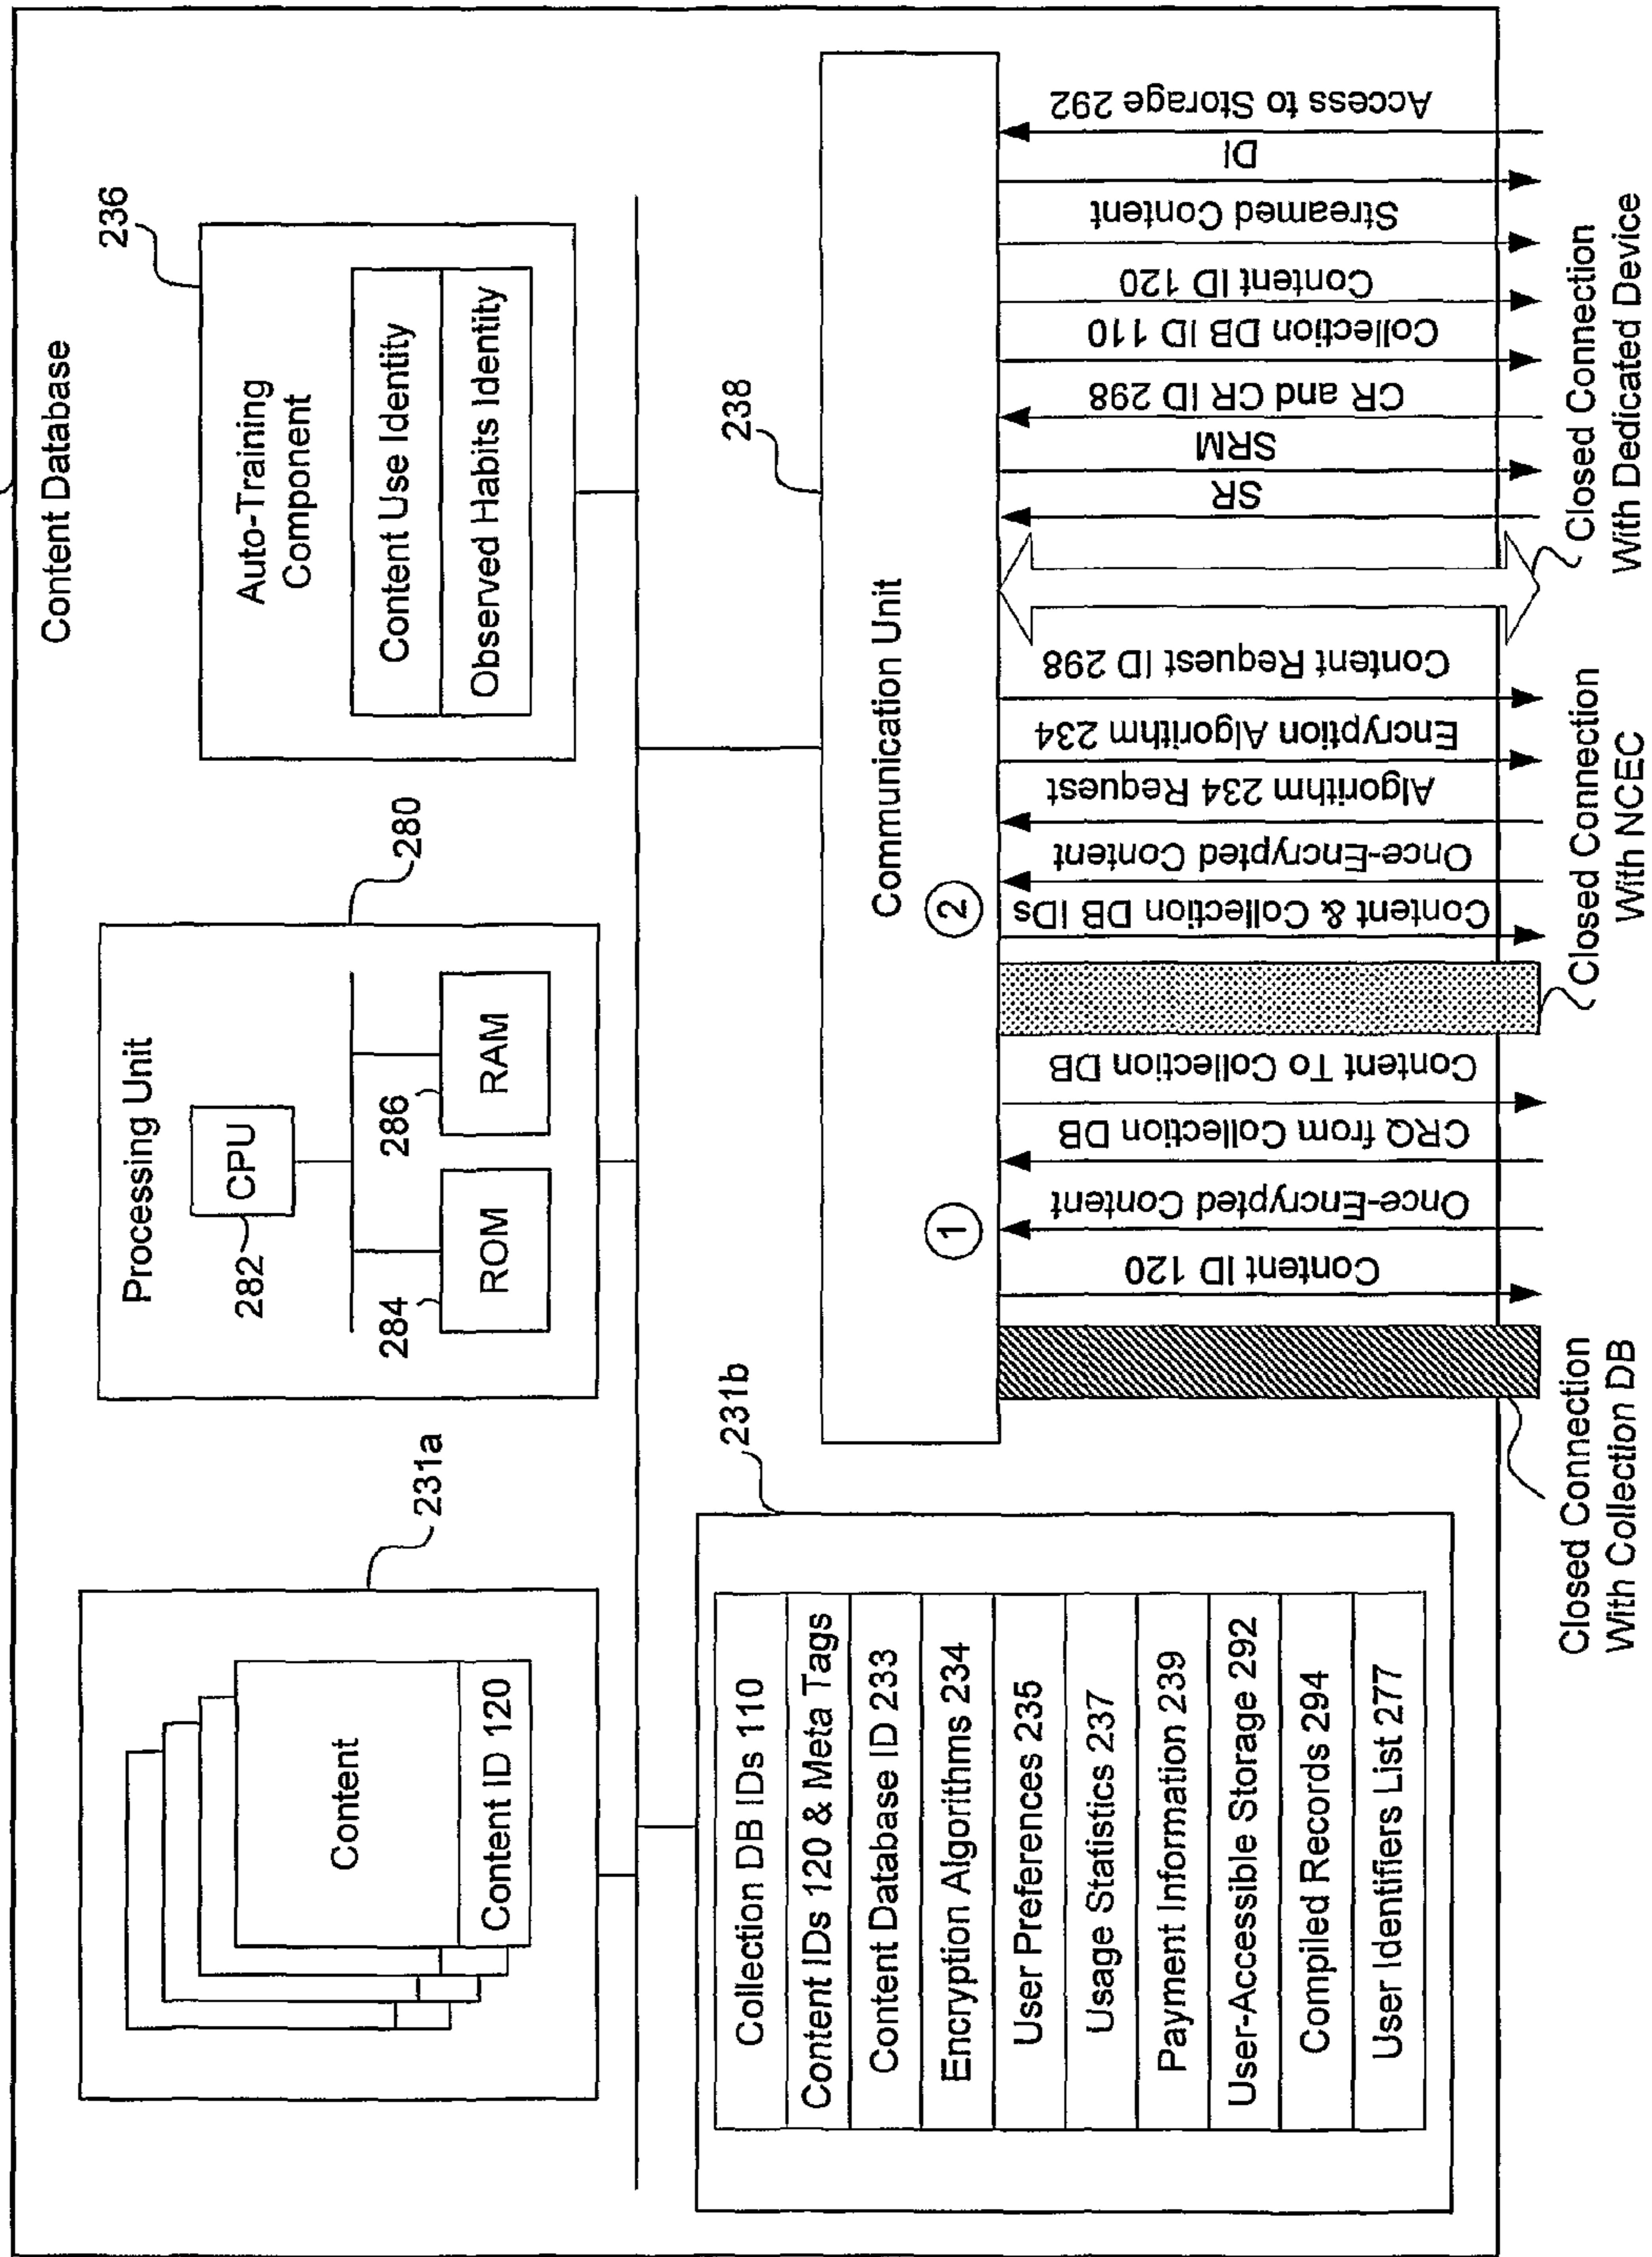 Content Database
231a
Content
Content ID 120
Processing Unit
CPU
282
ROM
284
RAM
286
280
Auto-Training
Component
Content Use Identity
Observed Habits Identity
236
231b
Collection DB IDs 110
Content IDs 120 & Meta Tags
Content Database ID 233
Encryption Algorithms 234
User Preferences 235
Usage Statistics 237
Payment Information 239
User-Accessible Storage 292
Compiled Records 294
User Identifiers List 277
Communication Unit
238
1
2
Content ID 120
Once-Encrypted Content
CRQ from Collection DB
Content To Collection DB
Content & Collection DB IDs
Once-Encrypted Content
Algorithm 234 Request
Encryption Algorithm 234
Content Request ID 298
SR
SRM
CR and CR ID 298
Collection DB ID 110
Content ID 120
Streamed Content
DI
Access to Storage 292
Closed Connection
With Collection DB
Closed Connection
With NCEC
Closed Connection
With Dedicated Device